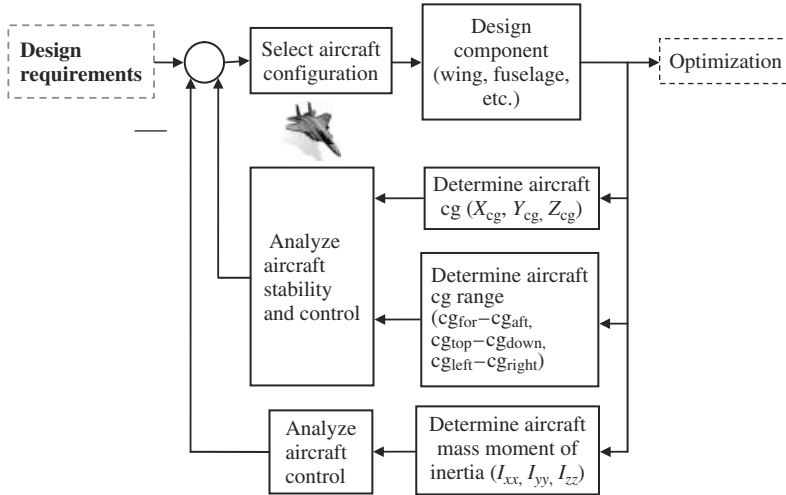 Design
requirements
Select aircraft
configuration
Design
component
(wing, fuselage,
etc.)
Optimization
Determine aircraft
cg (Xcg, Ycg, Zcg)
Analyze
aircraft
stability
and control
Determine aircraft
cg range
(cgfor–cgaft,
cgtop–cgdown,
cgleft–cgright)
Analyze
aircraft
control
Determine aircraft
mass moment of
inertia (Ixx, Iyy, Izz)